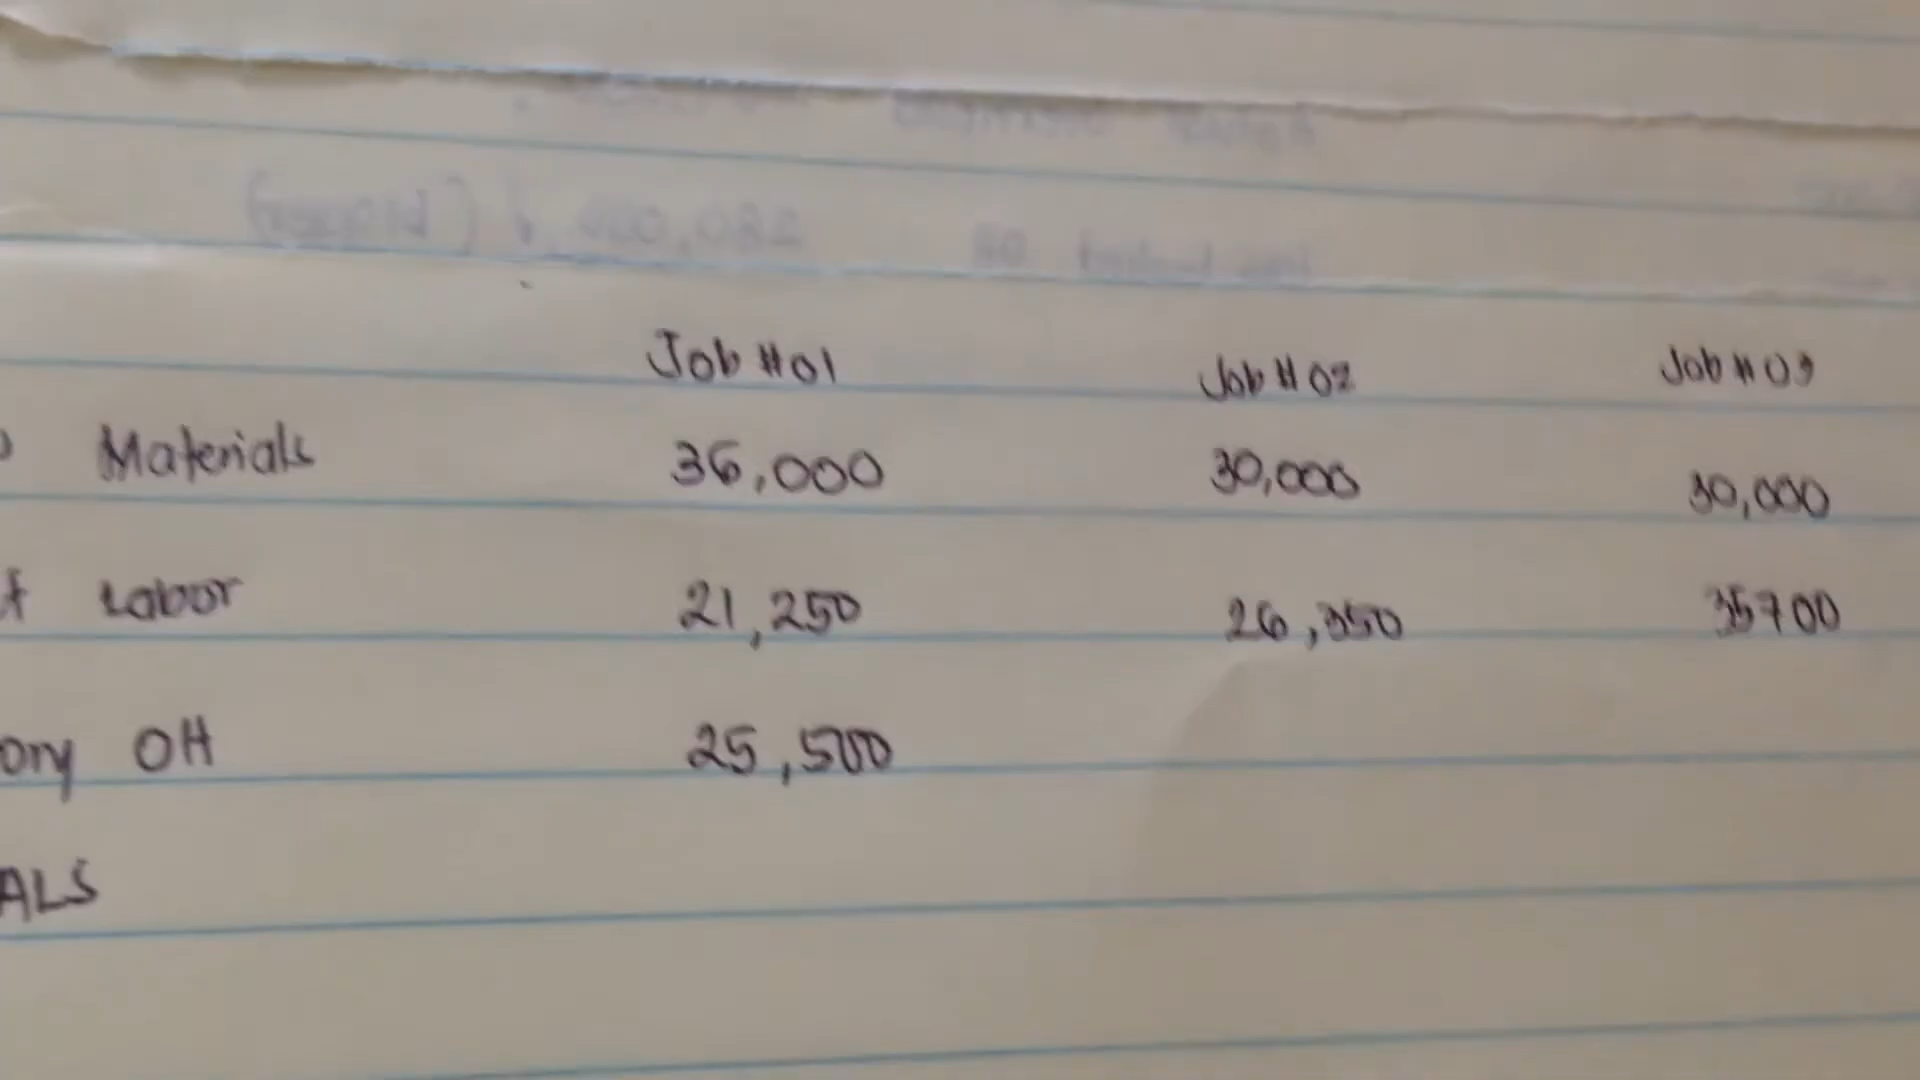 Job #01 Job #02 Job #03
Materials 36,000 30,000 30,000
Labor 21,250 26,350 35700
ory OH 25,500
ALS